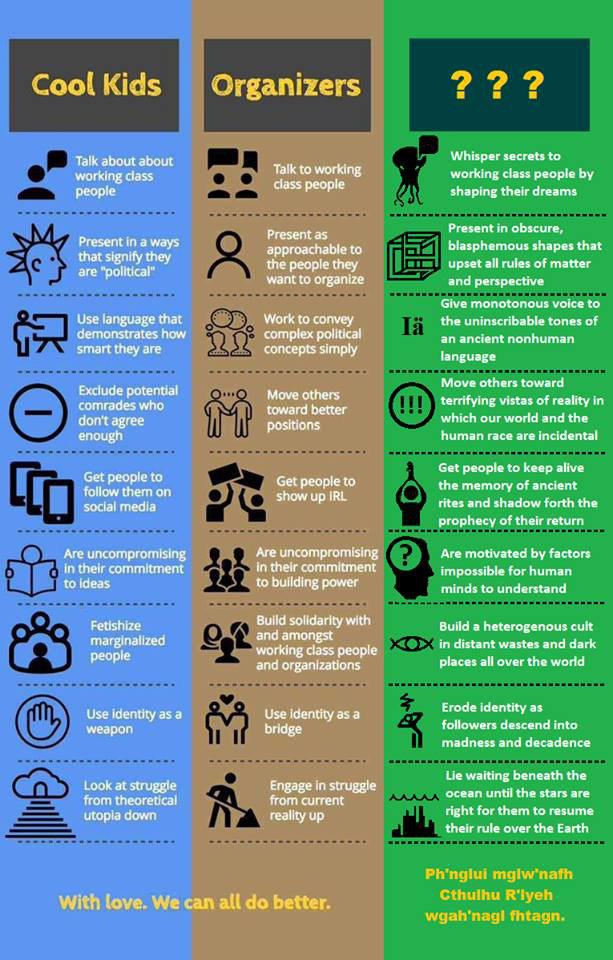 Cool Kids
Talk about about
working class
people
Present in a ways
that signify they
are "political"
Use language that
demonstrates how
smart they are
Exclude potential
comrades who
don't agree
enough
Get people to
follow them on
social media
Are uncompromising
in their commitment
to ideas
Fetishize
marginalized
people
Use identity as a
weapon
Look at struggle
from theoretical
utopia down
Organizers
Talk to working
class people
Present as
approachable to
the people they
want to organize
Work to convey
complex political
concepts simply
Move others
toward better
positions
Get people to
show up IRL
Are uncompromising
in their commitment
to building power
Build solidarity with
and amongst
working class people
and organizations
Use identity as a
bridge
Engage in struggle
from current
reality up
With love. We can all do better.
? ? ?
Whisper secrets to
working class people by
shaping their dreams
Present in obscure,
blasphemous shapes that
upset all rules of matter
and perspective
Iä
Give monotonous voice to
the uninscribable tones of
an ancient nonhuman
language
!!!
Move others toward
terrifying vistas of reality in
which our world and the
human race are incidental
Get people to keep alive
the memory of ancient
rites and shadow forth the
prophecy of their return
?
Are motivated by factors
impossible for human
minds to understand
Build a heterogenous cult
in distant wastes and dark
places all over the world
Erode identity as
followers descend into
madness and decadence
Lie waiting beneath the
ocean until the stars are
right for them to resume
their rule over the Earth
Ph'nglui mglw'nafh
Cthulhu R'lyeh
wgah'nagl fhtagn.